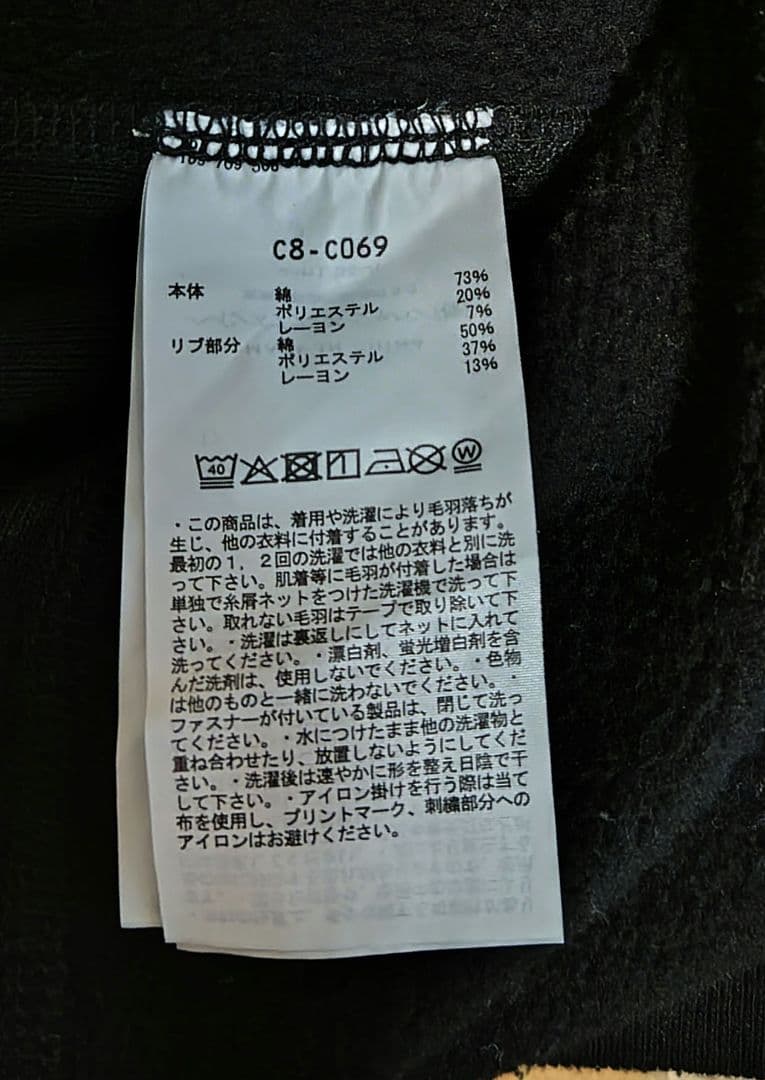 C8-C069
本体 綿 73%
ポリエステル 20%
レーヨン 7%
リブ部分 綿 50%
ポリエステル 37%
レーヨン 13%
40 W
・この商品は、着用や洗濯により毛羽落ちが
生じ、他の衣料に付着することがあります。
最初の1，2回の洗濯では他の衣料と別に洗
って下さい。肌着等に毛羽が付着した場合は
単独で糸屑ネットをつけた洗濯機で洗って下
さい。取れない毛羽はテープで取り除いて下
さい。・洗濯は裏返しにしてネットに入れて
洗ってください。・漂白剤、蛍光増白剤を含
んだ洗剤は、使用しないでください。・色物
は他のものと一緒に洗わないでください。・
ファスナーが付いている製品は、閉じて洗っ
てください。・水につけたまま他の洗濯物と
重ね合わせたり、放置しないようにしてくだ
さい。・洗濯後は速やかに形を整え日陰で干
して下さい。・アイロン掛けを行う際は当て
布を使用し、プリントマーク、刺繍部分への
アイロンはお避けください。